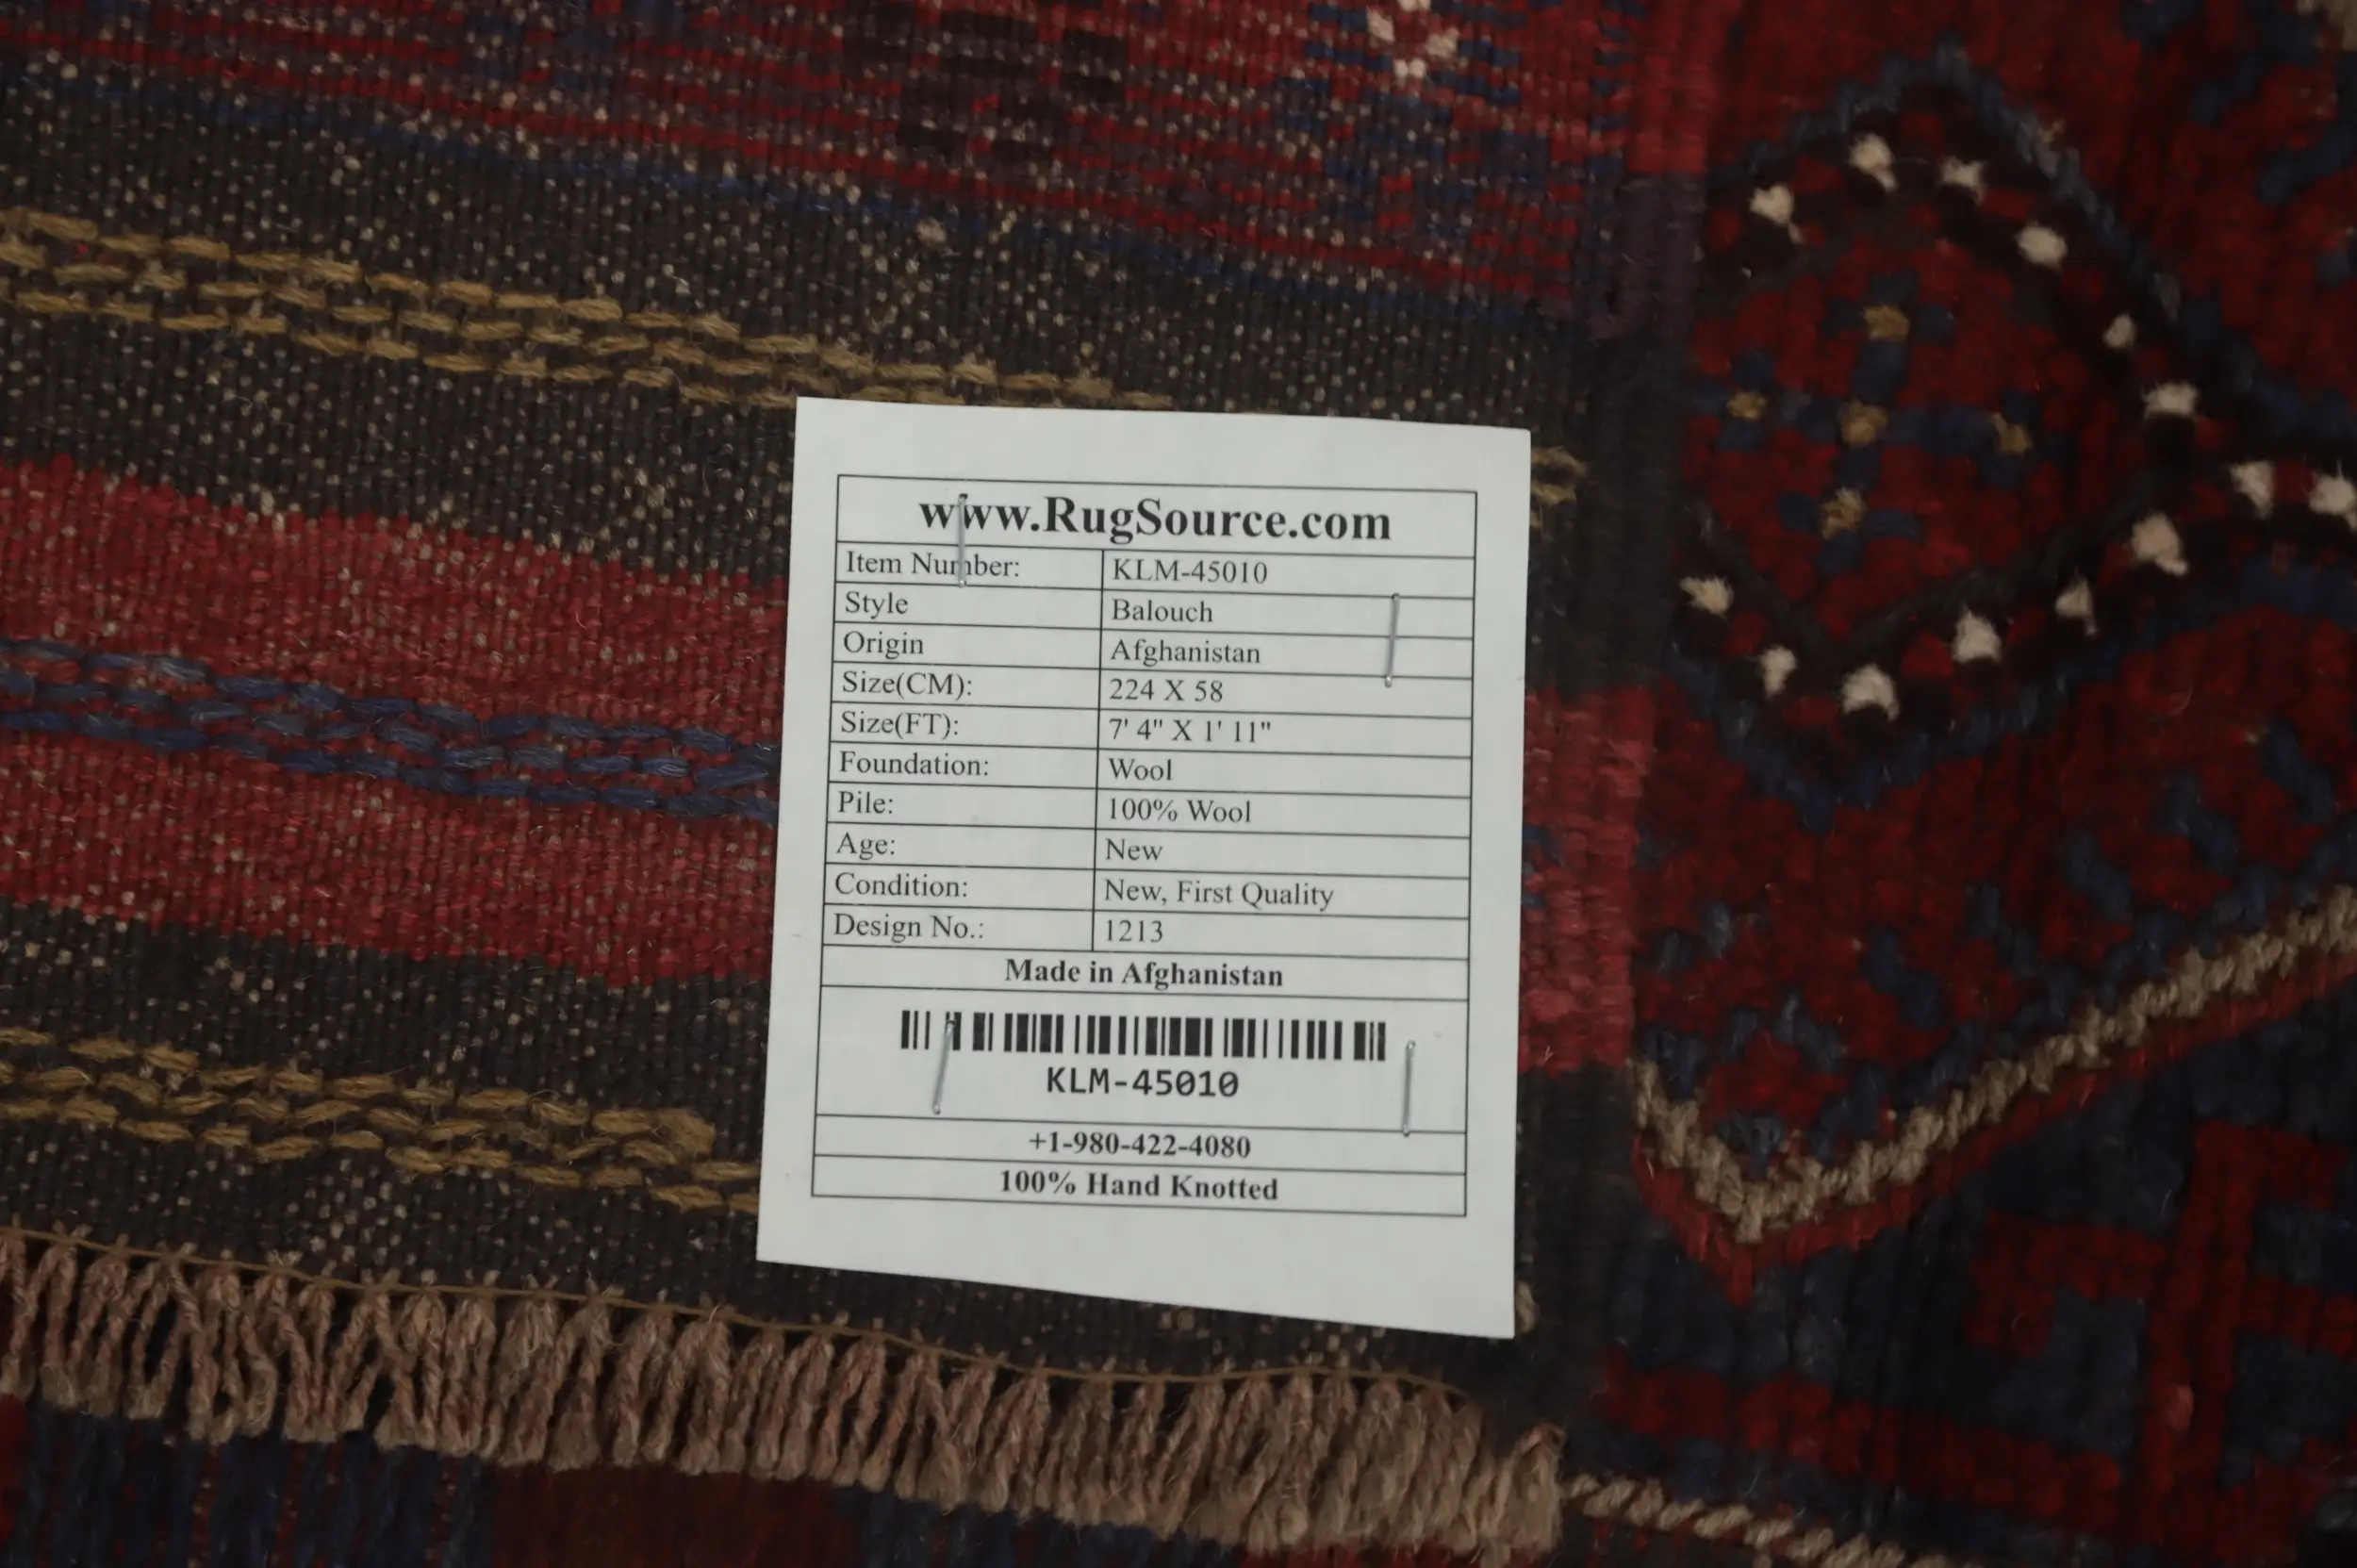 www.RugSource.com
Item Number: KLM-45010
Style Balouch
Origin Afghanistan
Size(CM): 224 X 58
Size(FT): 7' 4" X 1' 11"
Foundation: Wool
Pile: 100% Wool
Age: New
Condition: New, First Quality
Design No.: 1213
Made in Afghanistan
KLM-45010
+1-980-422-4080
100% Hand Knotted